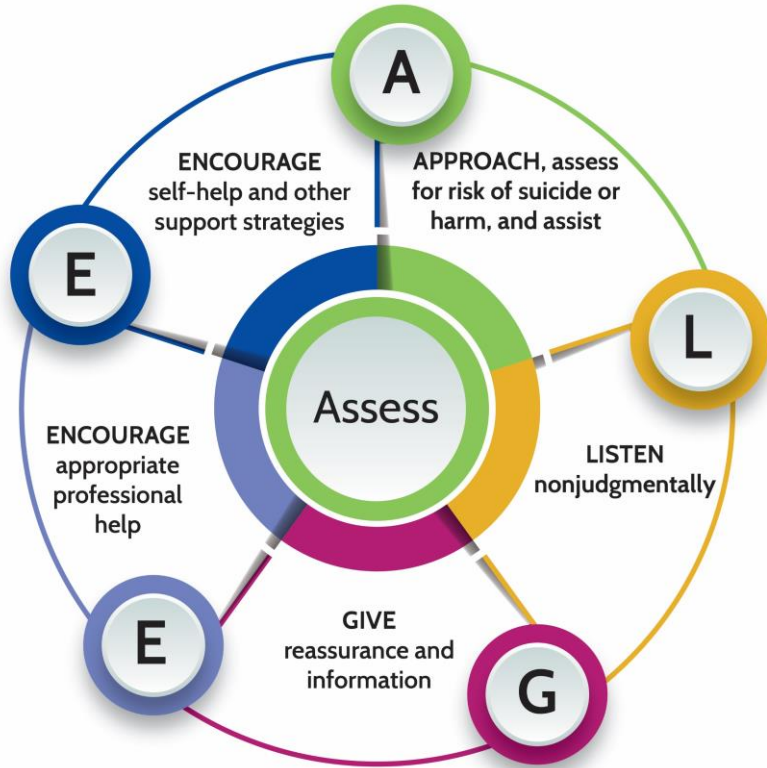 A
APPROACH, assess
for risk of suicide or
harm, and assist
L
LISTEN
nonjudgmentally
G
GIVE
reassurance and
information
E
ENCOURAGE
appropriate
professional
help
E
ENCOURAGE
self-help and other
support strategies
Assess